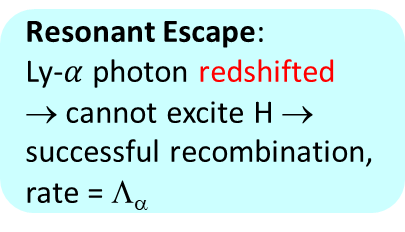 Resonant Escape:
Ly-𝛼 photon redshifted
→ cannot excite H →
successful recombination,
rate = Λα